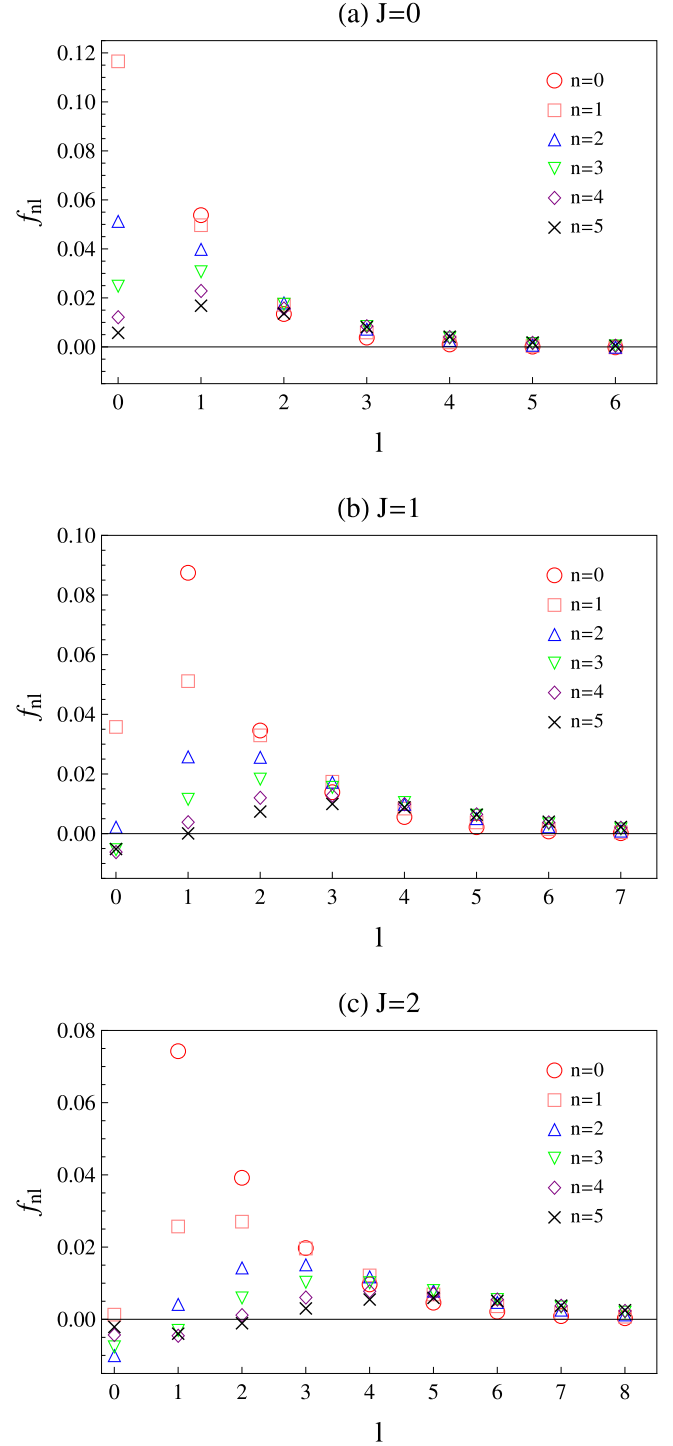 (a) J=0
0.12
0.10
0.08
0.06
0.04
0.02
0.00
f_nl
n=0
n=1
n=2
n=3
n=4
n=5
0 1 2 3 4 5 6
l
(b) J=1
0.10
0.08
0.06
0.04
0.02
0.00
f_nl
n=0
n=1
n=2
n=3
n=4
n=5
0 1 2 3 4 5 6 7
l
(c) J=2
0.08
0.06
0.04
0.02
0.00
f_nl
n=0
n=1
n=2
n=3
n=4
n=5
0 1 2 3 4 5 6 7 8
l